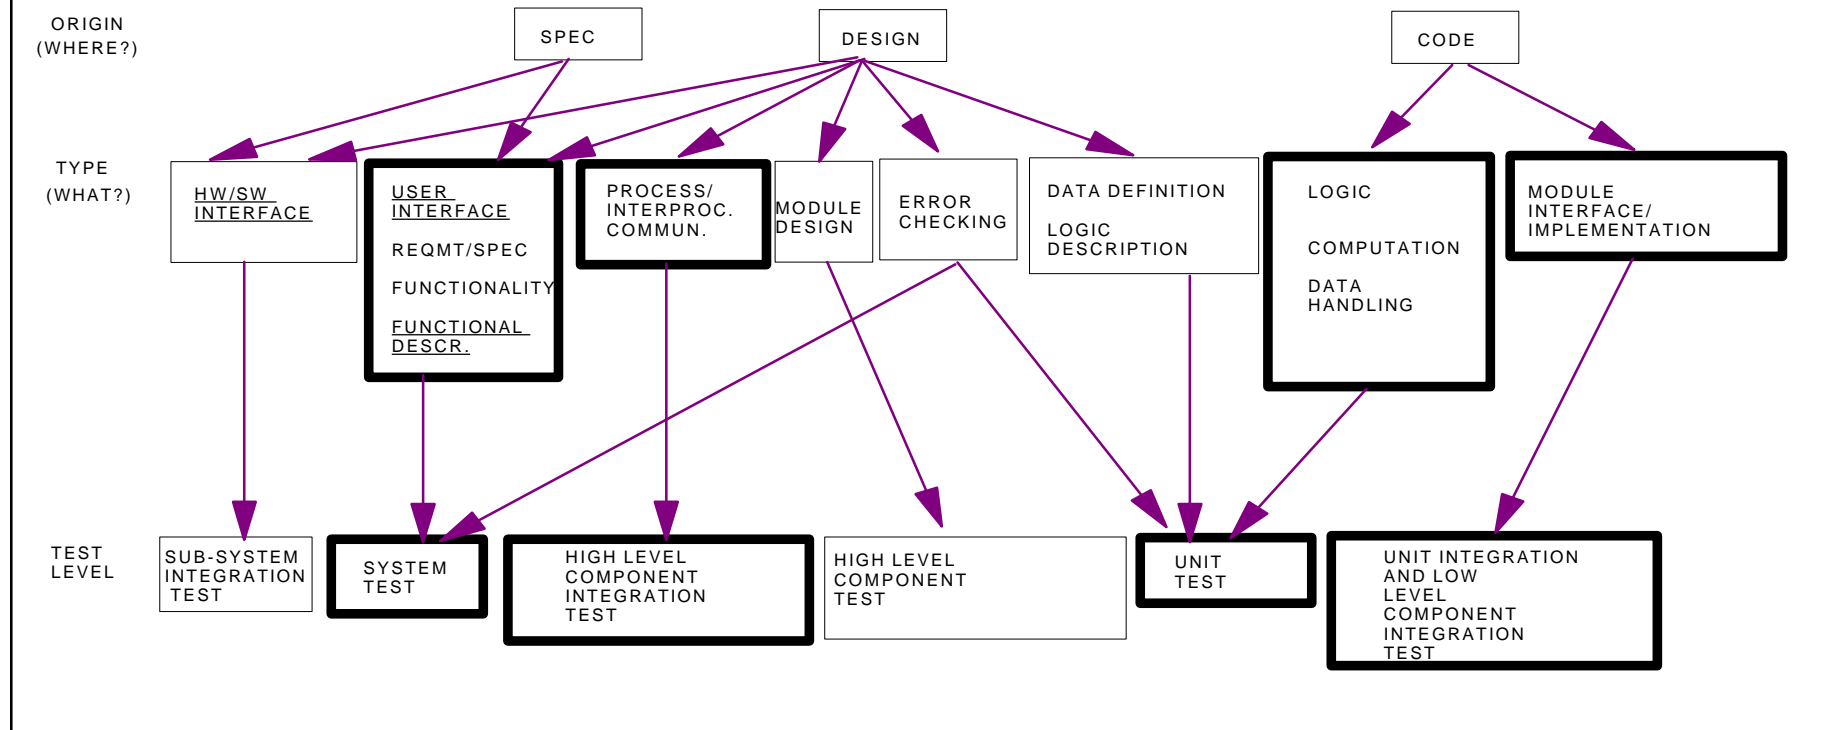 ORIGIN
(WHERE?)
SPEC
DESIGN
CODE
TYPE
(WHAT?)
HW/SW
INTERFACE
USER
INTERFACE
REQMT/SPEC
FUNCTIONALITY
FUNCTIONAL
DESCR.
PROCESS/
INTERPROC.
COMMUN.
MODULE
DESIGN
ERROR
CHECKING
DATA DEFINITION
LOGIC
DESCRIPTION
LOGIC
COMPUTATION
DATA
HANDLING
MODULE
INTERFACE/
IMPLEMENTATION
TEST
LEVEL
SUB-SYSTEM
INTEGRATION
TEST
SYSTEM
TEST
HIGH LEVEL
COMPONENT
INTEGRATION
TEST
HIGH LEVEL
COMPONENT
TEST
UNIT
TEST
UNIT INTEGRATION
AND LOW
LEVEL
COMPONENT
INTEGRATION
TEST